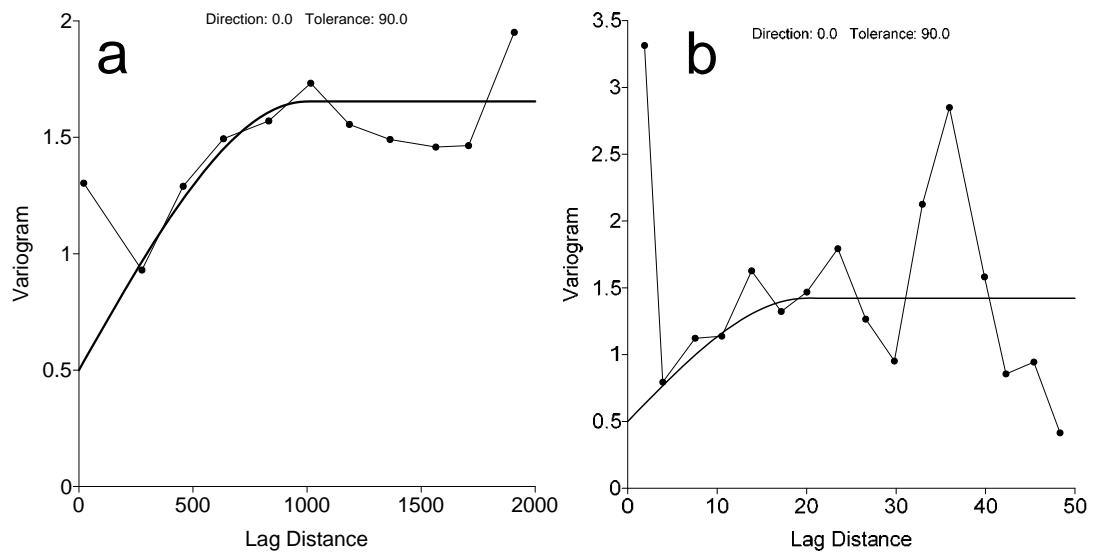 Direction: 0.0 Tolerance: 90.0
a
2
1.5
1
0.5
0
Variogram
0 500 1000 1500 2000
Lag Distance
Direction: 0.0 Tolerance: 90.0
b
3.5
3
2.5
2
1.5
1
0.5
0
Variogram
0 10 20 30 40 50
Lag Distance